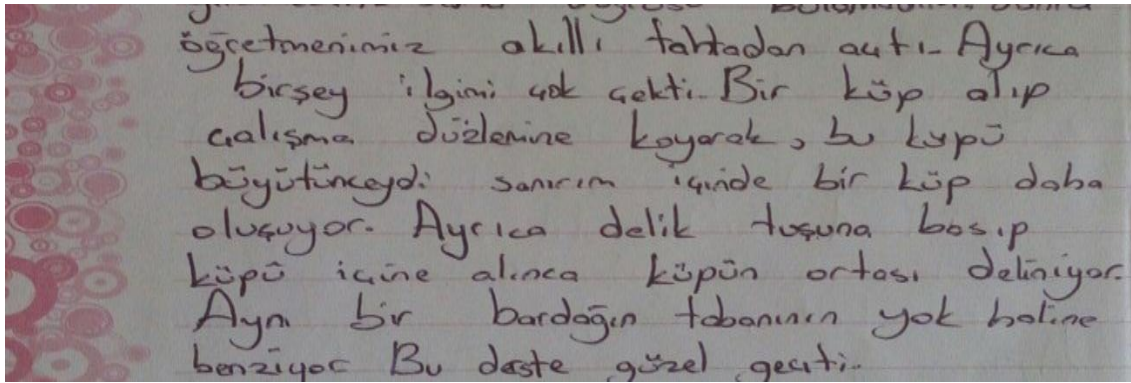 öğretmenimiz akıllı tahtadan açtı. Ayrıca
birşey ilgimi çok çekti. Bir küp alıp
çalışma düzlemine koyarak, bu küpü
büyütünceydi sanırım içinde bir küp daha
oluşuyor. Ayrıca delik tuşuna basıp
küpü içine alınca küpün ortası deliniyor.
Aynı bir bardağın tabanının yok haline
benziyor Bu derste güzel geçti.